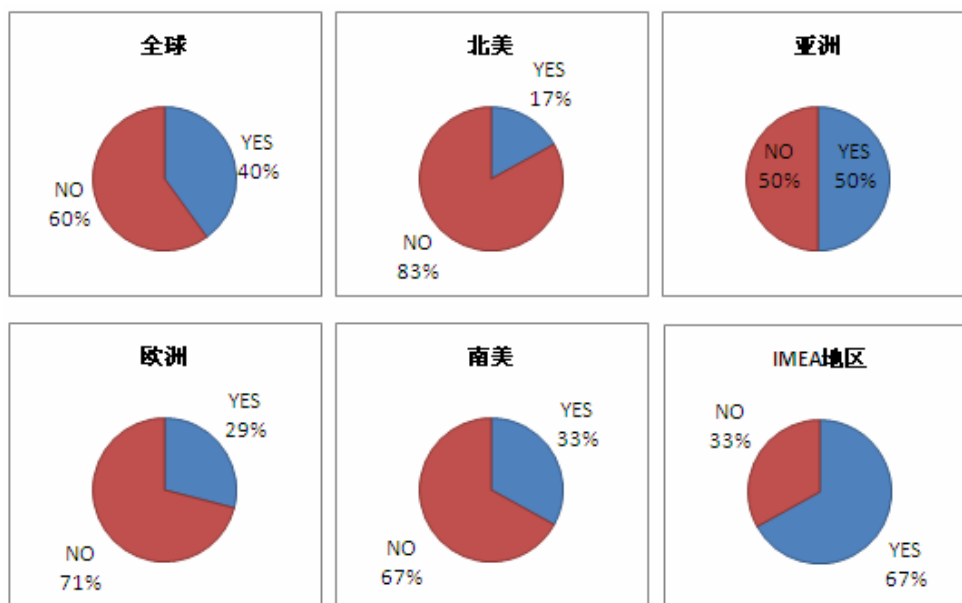 全球
YES
40%
NO
60%
北美
YES
17%
NO
83%
亚洲
NO
50%
YES
50%
欧洲
YES
29%
NO
71%
南美
YES
33%
NO
67%
IMEA地区
NO
33%
YES
67%